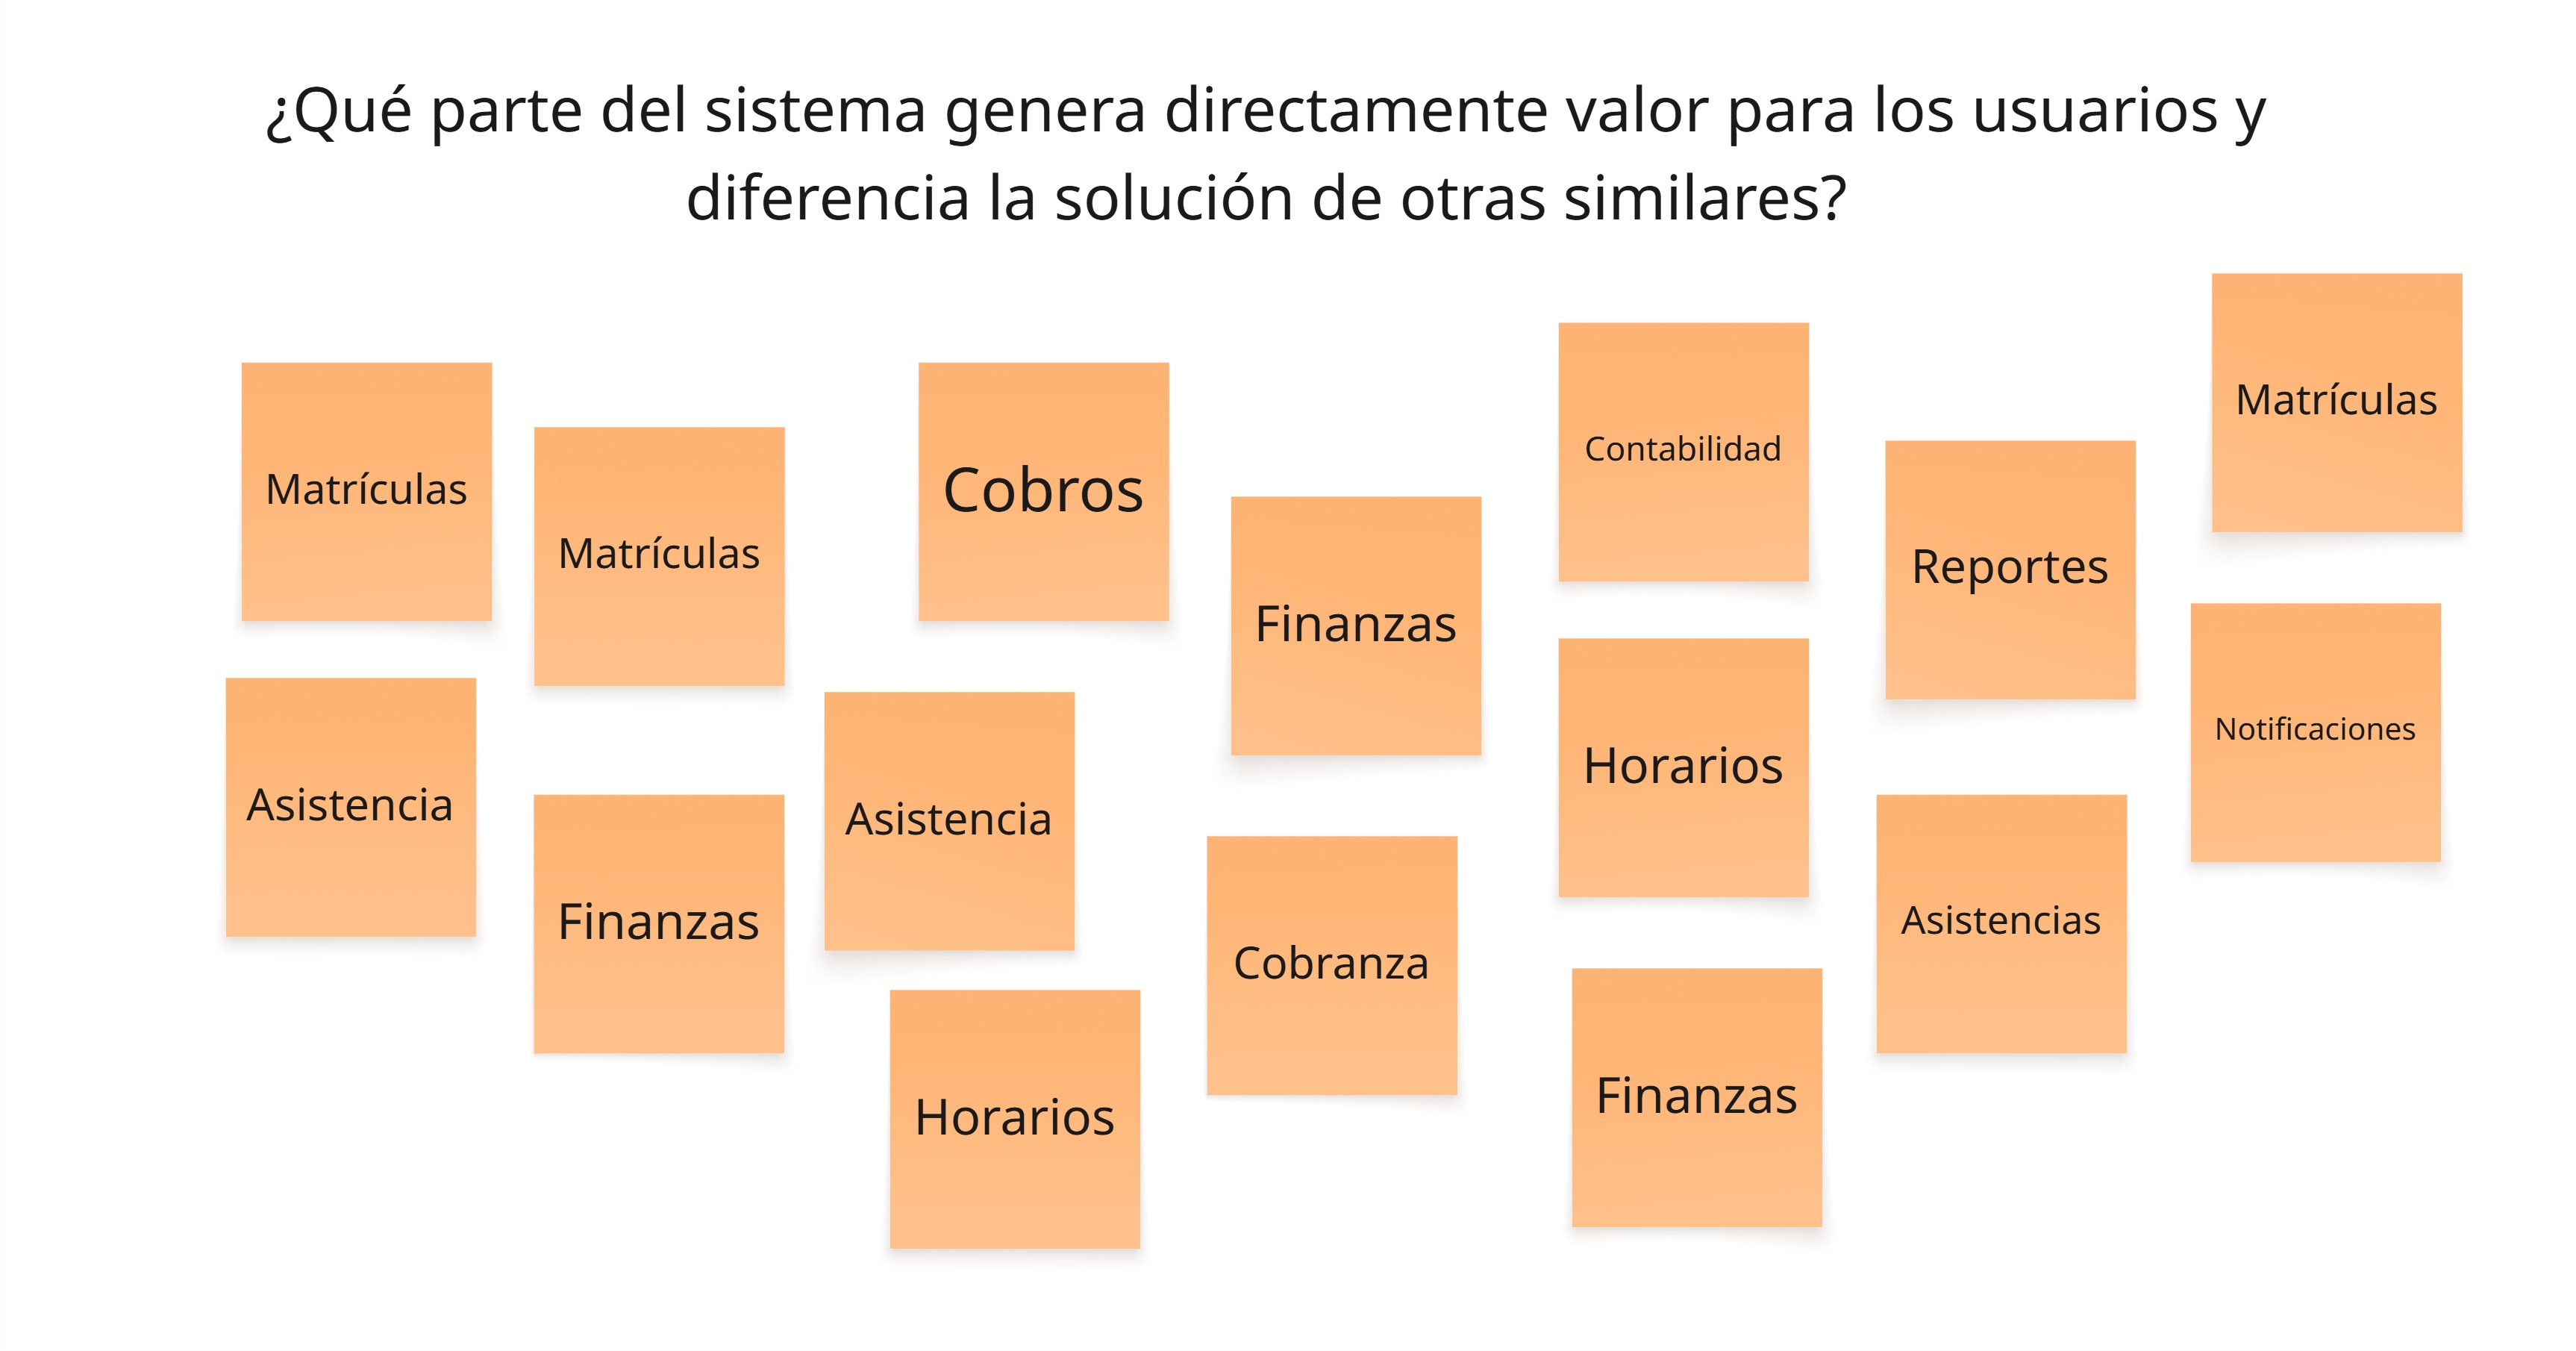 ¿Qué parte del sistema genera directamente valor para los usuarios y
diferencia la solución de otras similares?
Matrículas
Matrículas
Cobros
Finanzas
Contabilidad
Reportes
Matrículas
Asistencia
Finanzas
Asistencia
Horarios
Cobranza
Horarios
Finanzas
Asistencias
Notificaciones